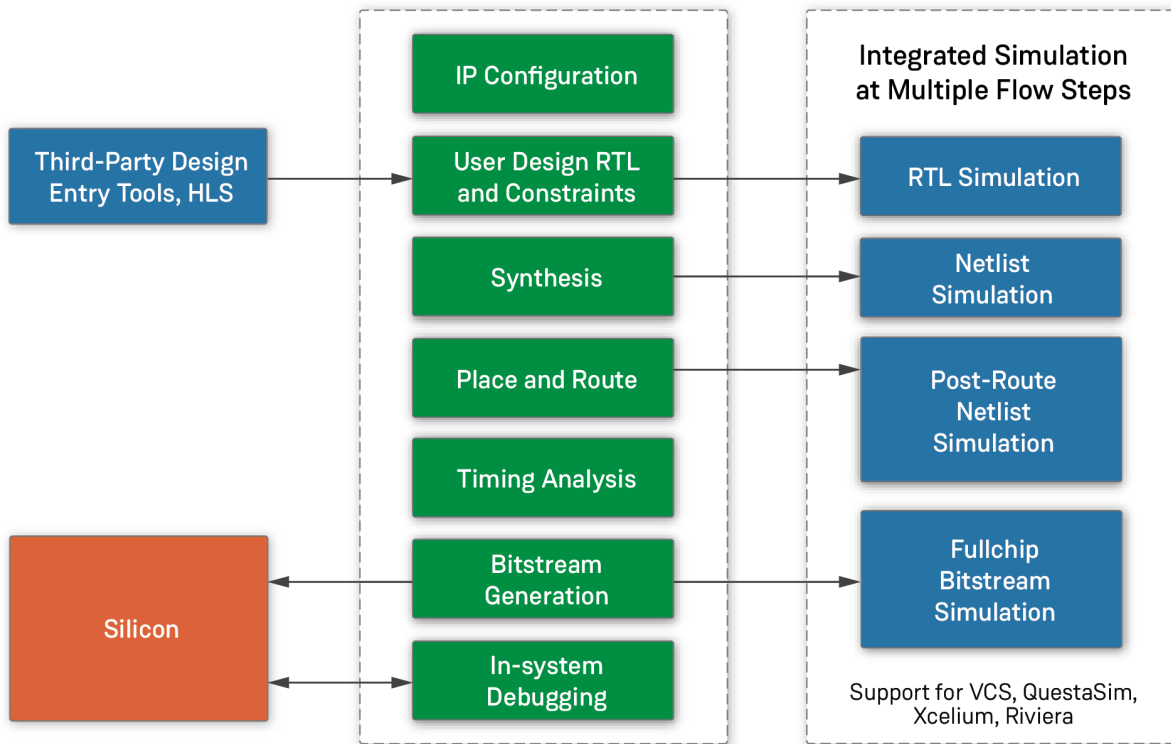 IP Configuration
Third-Party Design
Entry Tools, HLS
User Design RTL
and Constraints
Synthesis
Place and Route
Timing Analysis
Bitstream
Generation
In-system
Debugging
Silicon
Integrated Simulation
at Multiple Flow Steps
RTL Simulation
Netlist
Simulation
Post-Route
Netlist
Simulation
Fullchip
Bitstream
Simulation
Support for VCS, QuestaSim,
Xcelium, Riviera